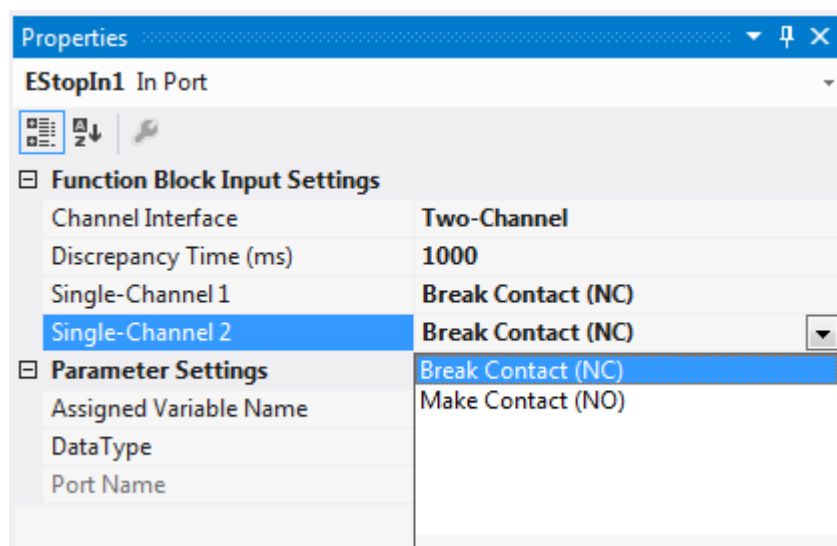 Properties
EStopIn1 In Port
Function Block Input Settings
Channel Interface Two-Channel
Discrepancy Time (ms) 1000
Single-Channel 1 Break Contact (NC)
Single-Channel 2 Break Contact (NC)
Parameter Settings Break Contact (NC)
Assigned Variable Name Make Contact (NO)
DataType
Port Name